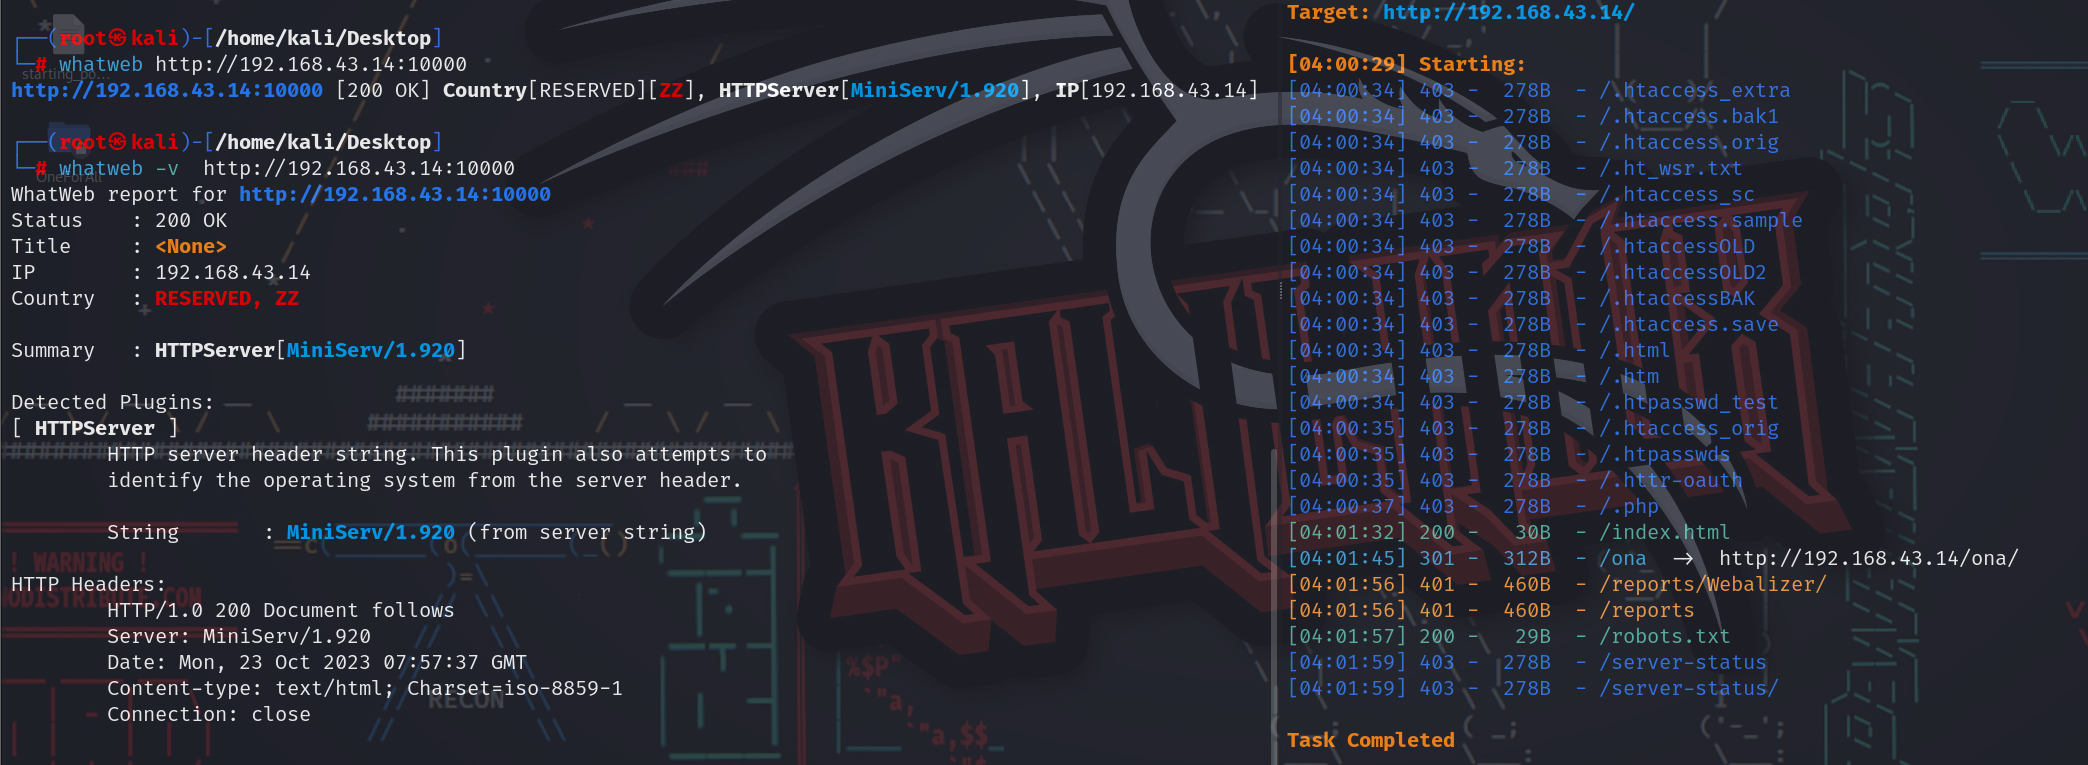 ┌──(root㉿kali)-[/home/kali/Desktop]
└─# whatweb http://192.168.43.14:10000
http://192.168.43.14:10000 [200 OK] Country[RESERVED][ZZ], HTTPServer[MiniServ/1.920], IP[192.168.43.14]
┌──(root㉿kali)-[/home/kali/Desktop]
└─# whatweb -v  http://192.168.43.14:10000
WhatWeb report for http://192.168.43.14:10000
Status    : 200 OK
Title     : <None>
IP        : 192.168.43.14
Country   : RESERVED, ZZ
Summary   : HTTPServer[MiniServ/1.920]
Detected Plugins:
[ HTTPServer ]
HTTP server header string. This plugin also attempts to
identify the operating system from the server header.
String       : MiniServ/1.920 (from server string)
HTTP Headers:
HTTP/1.0 200 Document follows
Server: MiniServ/1.920
Date: Mon, 23 Oct 2023 07:57:37 GMT
Content-type: text/html; Charset=iso-8859-1
Connection: close
starting_po...
OneForAll
! WARNING !
RECON
Target: http://192.168.43.14/
[04:00:29] Starting:
[04:00:34] 403 -  278B  - /.htaccess_extra
[04:00:34] 403 -  278B  - /.htaccess.bak1
[04:00:34] 403 -  278B  - /.htaccess.orig
[04:00:34] 403 -  278B  - /.ht_wsr.txt
[04:00:34] 403 -  278B  - /.htaccess_sc
[04:00:34] 403 -  278B  - /.htaccess.sample
[04:00:34] 403 -  278B  - /.htaccessOLD
[04:00:34] 403 -  278B  - /.htaccessOLD2
[04:00:34] 403 -  278B  - /.htaccessBAK
[04:00:34] 403 -  278B  - /.htaccess.save
[04:00:34] 403 -  278B  - /.html
[04:00:34] 403 -  278B  - /.htm
[04:00:34] 403 -  278B  - /.htpasswd_test
[04:00:35] 403 -  278B  - /.htaccess_orig
[04:00:35] 403 -  278B  - /.htpasswds
[04:00:35] 403 -  278B  - /.httr-oauth
[04:00:37] 403 -  278B  - /.php
[04:01:32] 200 -   30B  - /index.html
[04:01:45] 301 -  312B  - /ona  ->  http://192.168.43.14/ona/
[04:01:56] 401 -  460B  - /reports/Webalizer/
[04:01:56] 401 -  460B  - /reports
[04:01:57] 200 -   29B  - /robots.txt
[04:01:59] 403 -  278B  - /server-status
[04:01:59] 403 -  278B  - /server-status/
Task Completed